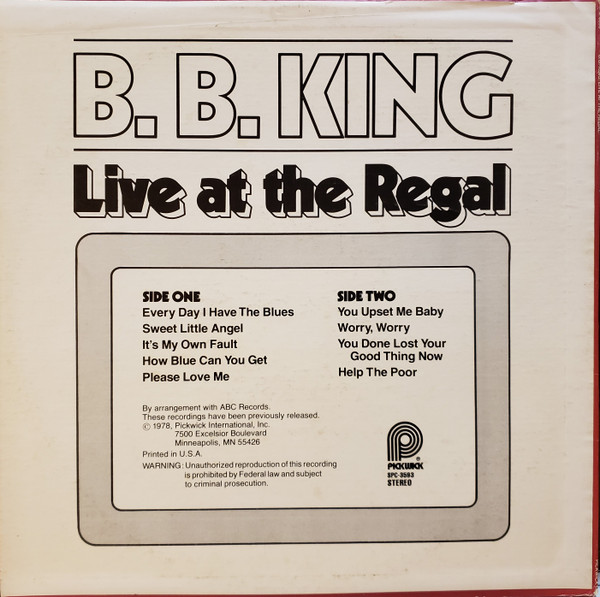 B. B. KING
Live at the Regal
SIDE ONE
Every Day I Have The Blues
Sweet Little Angel
It's My Own Fault
How Blue Can You Get
Please Love Me
SIDE TWO
You Upset Me Baby
Worry, Worry
You Done Lost Your
Good Thing Now
Help The Poor
By arrangement with ABC Records.
These recordings have been previously released.
© 1978, Pickwick International, Inc.
7500 Excelsior Boulevard
Minneapolis, MN 55426
Printed in U.S.A.
WARNING: Unauthorized reproduction of this recording
is prohibited by Federal law and subject
to criminal prosecution.
®
PICKWICK
SPC-3593
STEREO